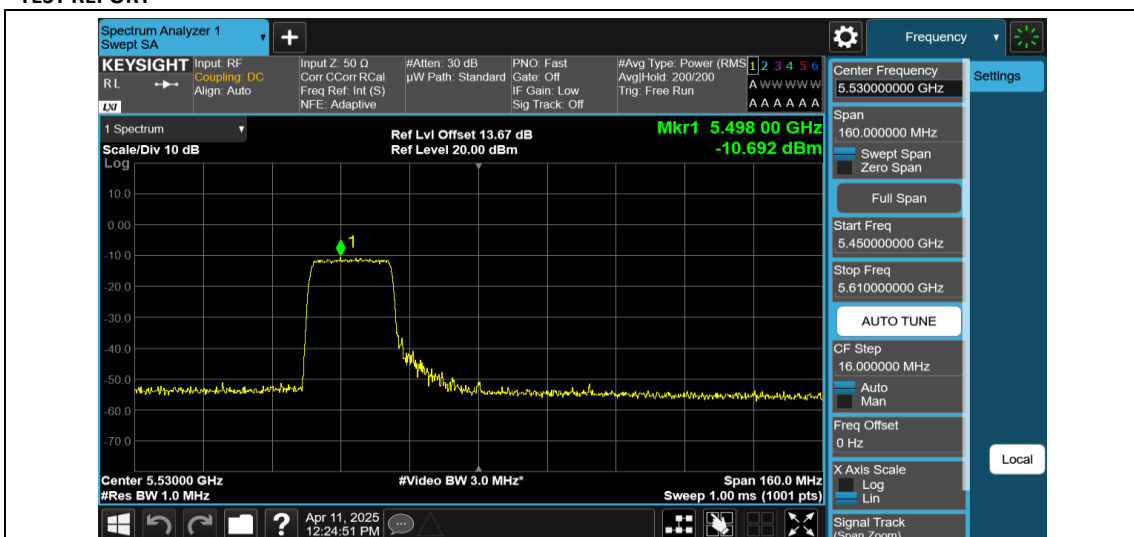 TEST REPORT
Spectrum Analyzer 1
Swept SA
Frequency
KEYSIGHT
R L
LXI
Input: RF
Coupling: DC
Align: Auto
Input Z: 50 Ω
Corr CCorr RCal
Freq Ref: Int (S)
NFE: Adaptive
#Atten: 30 dB
µW Path: Standard
PNO: Fast
Gate: Off
IF Gain: Low
Sig Track: Off
#Avg Type: Power (RMS
Avg|Hold: 200/200
Trig: Free Run
1 2 3 4 5 6
A W W W W W
A A A A A A
1 Spectrum
Scale/Div 10 dB
Log
Ref Lvl Offset 13.67 dB
Ref Level 20.00 dBm
Mkr1 5.498 00 GHz
-10.692 dBm
10.0
0.00
-10.0
-20.0
-30.0
-40.0
-50.0
-60.0
-70.0
1
Center 5.53000 GHz
#Res BW 1.0 MHz
#Video BW 3.0 MHz*
Span 160.0 MHz
Sweep 1.00 ms (1001 pts)
Apr 11, 2025
12:24:51 PM
Center Frequency
5.530000000 GHz
Settings
Span
160.000000 MHz
Swept Span
Zero Span
Full Span
Start Freq
5.450000000 GHz
Stop Freq
5.610000000 GHz
AUTO TUNE
CF Step
16.000000 MHz
Auto
Man
Freq Offset
0 Hz
X Axis Scale
Log
Lin
Local
Signal Track
(Span Zoom)